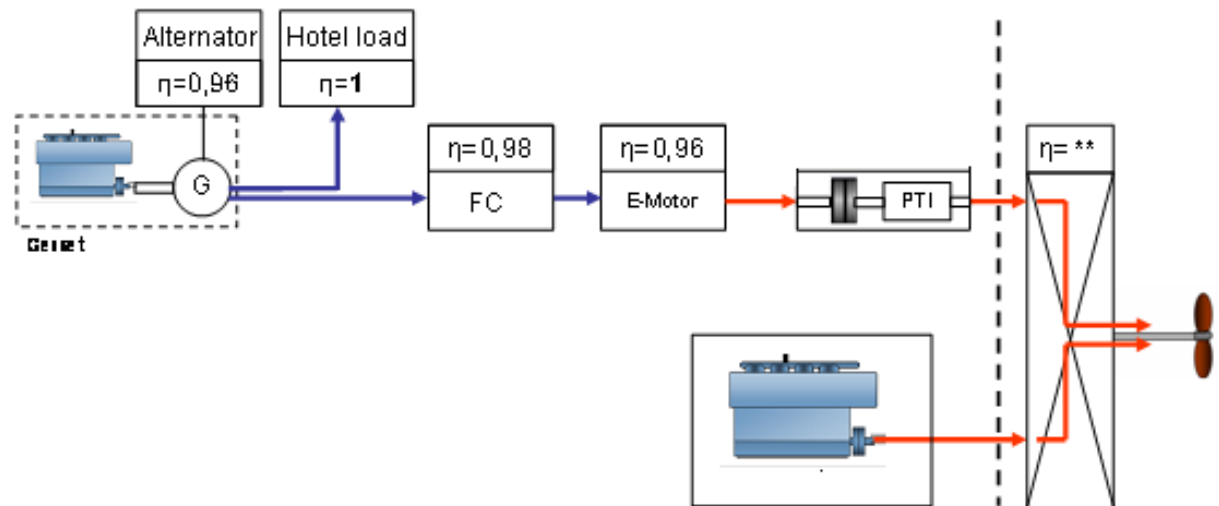 Alternator
η=0,96
Hotel load
η=1
G
Genset
η=0,98
FC
η=0,96
E-Motor
PTI
η= **